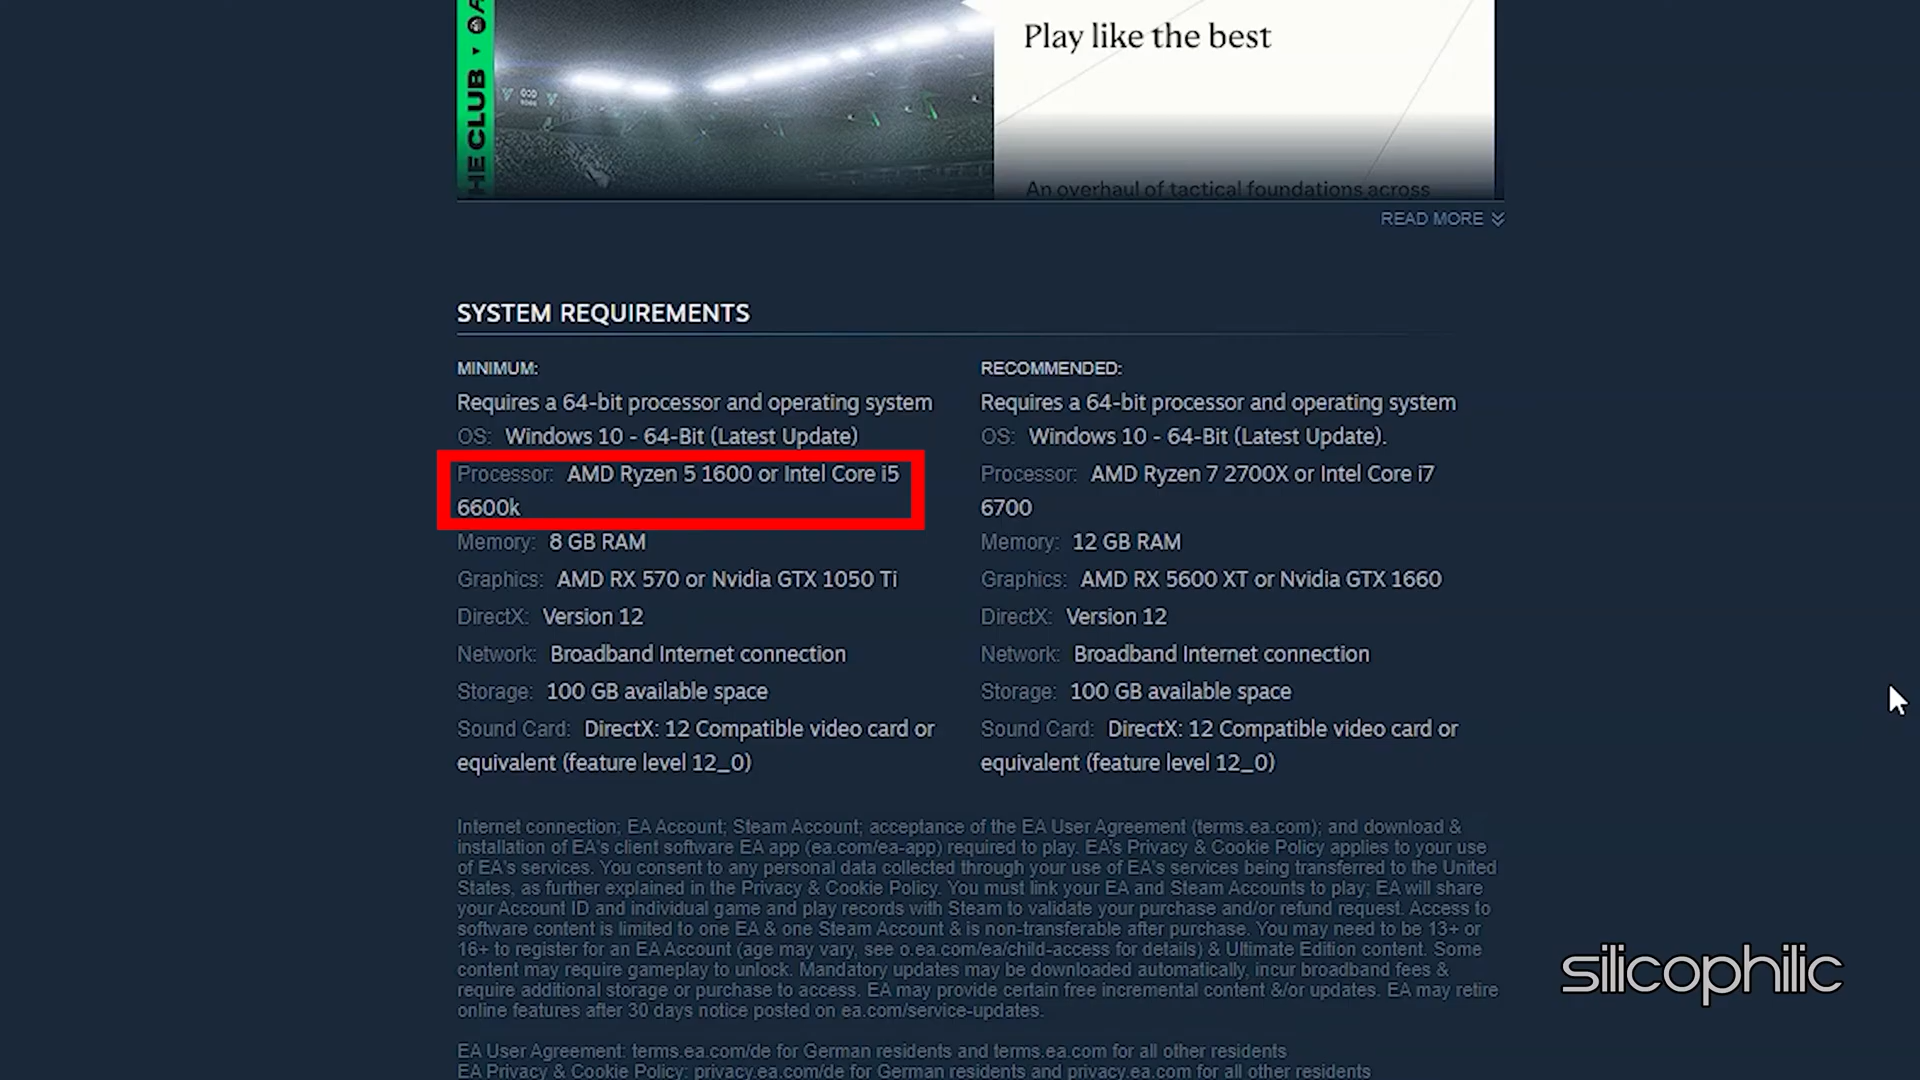 HE CLUB
Play like the best
An overhaul of tactical foundations across
READ MORE
SYSTEM REQUIREMENTS
MINIMUM:
Requires a 64-bit processor and operating system
OS: Windows 10 - 64-Bit (Latest Update)
Processor: AMD Ryzen 5 1600 or Intel Core i5
6600k
Memory: 8 GB RAM
Graphics: AMD RX 570 or Nvidia GTX 1050 Ti
DirectX: Version 12
Network: Broadband Internet connection
Storage: 100 GB available space
Sound Card: DirectX: 12 Compatible video card or
equivalent (feature level 12_0)
RECOMMENDED:
Requires a 64-bit processor and operating system
OS: Windows 10 - 64-Bit (Latest Update).
Processor: AMD Ryzen 7 2700X or Intel Core i7
6700
Memory: 12 GB RAM
Graphics: AMD RX 5600 XT or Nvidia GTX 1660
DirectX: Version 12
Network: Broadband Internet connection
Storage: 100 GB available space
Sound Card: DirectX: 12 Compatible video card or
equivalent (feature level 12_0)
Internet connection; EA Account; Steam Account; acceptance of the EA User Agreement (terms.ea.com); and download &
installation of EA's client software EA app (ea.com/ea-app) required to play. EA's Privacy & Cookie Policy applies to your use
of EA's services. You consent to any personal data collected through your use of EA's services being transferred to the United
States, as further explained in the Privacy & Cookie Policy. You must link your EA and Steam Accounts to play; EA will share
your Account ID and individual game and play records with Steam to validate your purchase and/or refund request. Access to
software content is limited to one EA & one Steam Account & is non-transferable after purchase. You may need to be 13+ or
16+ to register for an EA Account (age may vary, see o.ea.com/ea/child-access for details) & Ultimate Edition content. Some
content may require gameplay to unlock. Mandatory updates may be downloaded automatically, incur broadband fees &
require additional storage or purchase to access. EA may provide certain free incremental content &/or updates. EA may retire
online features after 30 days notice posted on ea.com/service-updates.
EA User Agreement: terms.ea.com/de for German residents and terms.ea.com for all other residents
EA Privacy & Cookie Policy: privacy.ea.com/de for German residents and privacy.ea.com for all other residents
silicophilic